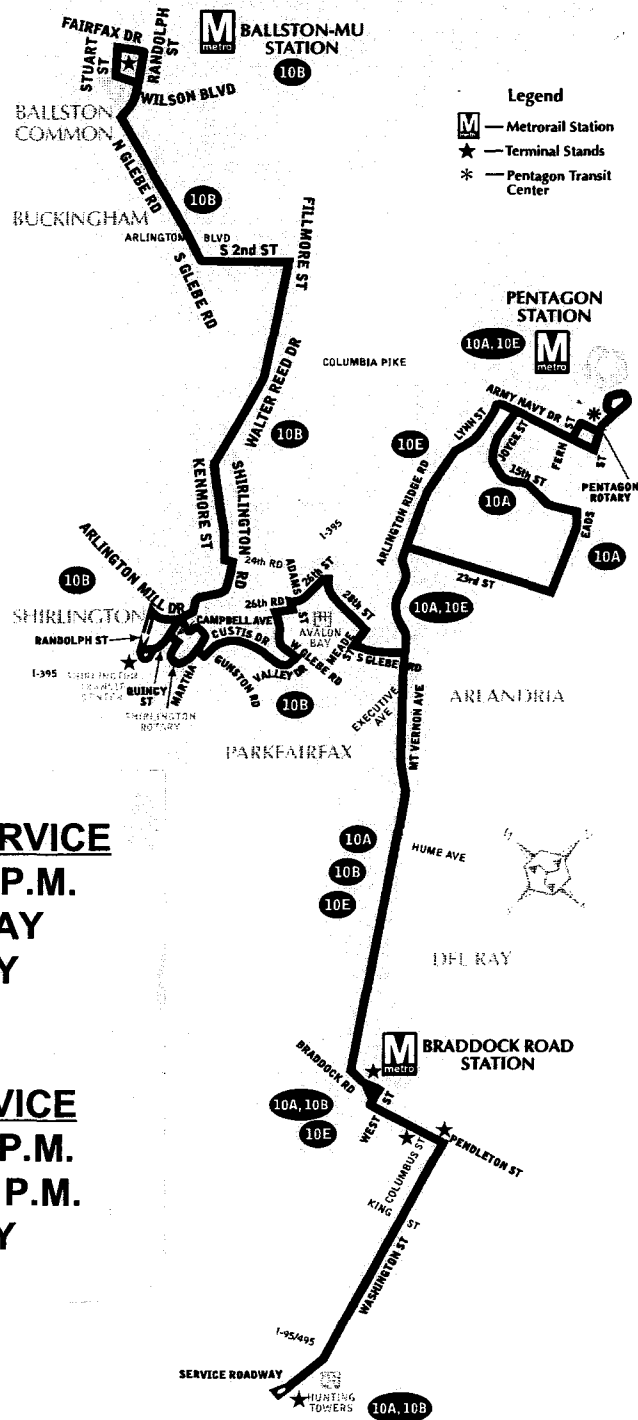 FAIRFAX DR
STUART ST
RANDOLPH ST
M
metro
BALLSTON-MU
STATION
10B
WILSON BLVD
BALLSTON
COMMON
Legend
M — Metrorail Station
★ — Terminal Stands
* — Pentagon Transit
Center
N GLEBE RD
10B
BUCKINGHAM
ARLINGTON BLVD
S 2nd ST
S GLEBE RD
FILLMORE ST
PENTAGON
STATION
10A, 10E
M
metro
COLUMBIA PIKE
WALTER REED DR
10B
ARMY NAVY DR
LYNN ST
JOYCE ST
FERN ST
ST
PENTAGON
ROTARY
10E
15th ST
10A
EADS
10A
ARLINGTON RIDGE RD
KENMORE ST
SHIRLINGTON RD
I-395
24th RD
23rd ST
10A, 10E
ARLINGTON MILL DR
10B
ADAMS ST
26th ST
28th ST
26th RD
SHIRLINGTON
CAMPBELL AVE
RANDOLPH ST
CUSTIS DR
AVALON
BAY
MEADE ST
W GLEBE RD
S GLEBE RD
I-395
SHIRLINGTON
TRANSIT
CENTER
QUINCY
ST
MARTHA
GUNSTON RD
VALLEY DR
10B
SHIRLINGTON
ROTARY
EXECUTIVE
AVE
MT VERNON AVE
ARLANDRIA
PARKFAIRFAX
RVICE
P.M.
AY
Y
10A
10B
10E
HUME AVE
DEL RAY
VICE
P.M.
P.M.
Y
M
metro
BRADDOCK ROAD
STATION
BRADDOCK RD
10A, 10B
10E
WEST ST
PENDLETON ST
COLUMBUS ST
KING ST
WASHINGTON ST
I-95/495
SERVICE ROADWAY
HUNTING
TOWERS
10A, 10B